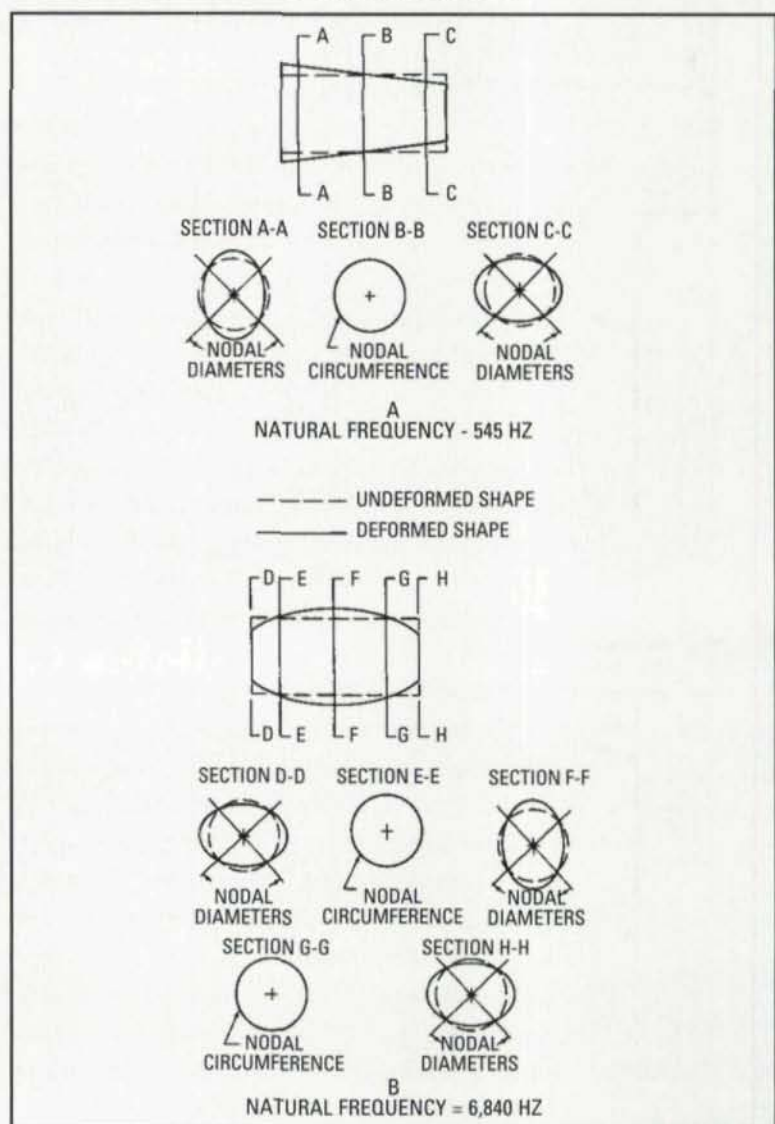 A B C
A B C
SECTION A-A SECTION B-B SECTION C-C
NODAL DIAMETERS
NODAL CIRCUMFERENCE
NODAL DIAMETERS
A
NATURAL FREQUENCY - 545 HZ
UNDEFORMED SHAPE
DEFORMED SHAPE
D E F G H
D E F G H
SECTION D-D SECTION E-E SECTION F-F
NODAL DIAMETERS
NODAL CIRCUMFERENCE
NODAL DIAMETERS
SECTION G-G SECTION H-H
NODAL CIRCUMFERENCE
NODAL DIAMETERS
B
NATURAL FREQUENCY = 6,840 HZ